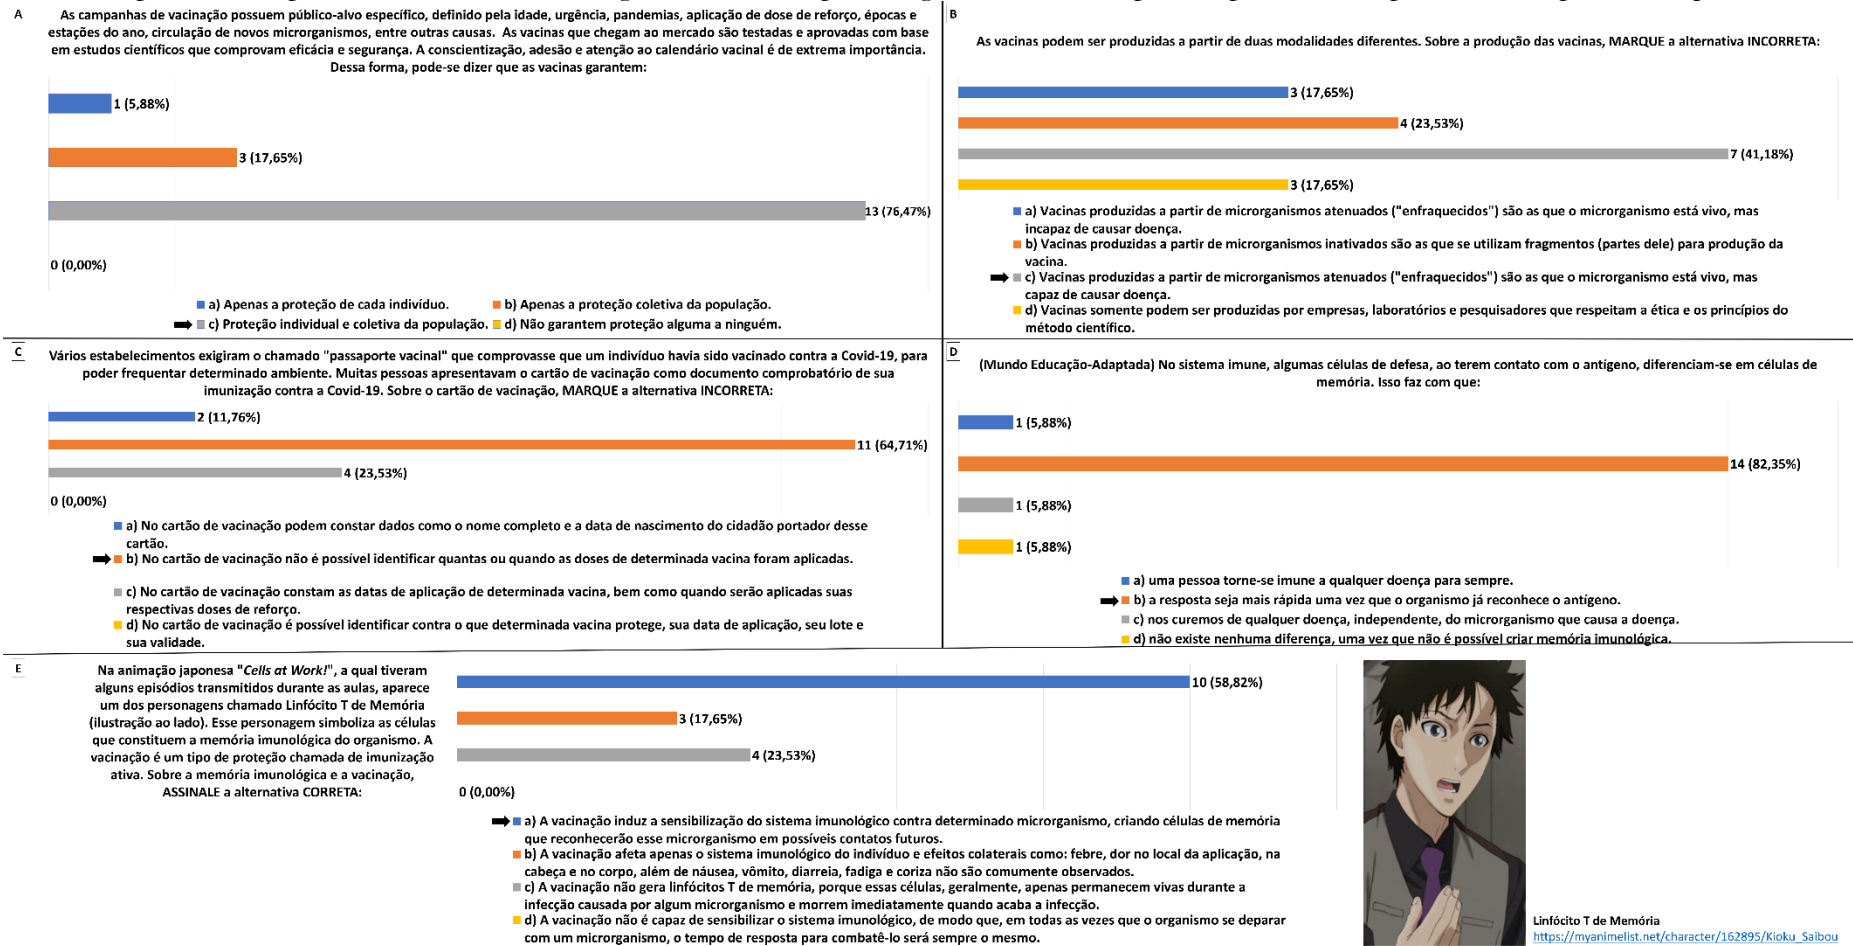 A
As campanhas de vacinação possuem público-alvo específico, definido pela idade, urgência, pandemias, aplicação de dose de reforço, épocas e
estações do ano, circulação de novos microrganismos, entre outras causas. As vacinas que chegam ao mercado são testadas e aprovadas com base
em estudos científicos que comprovam eficácia e segurança. A conscientização, adesão e atenção ao calendário vacinal é de extrema importância.
Dessa forma, pode-se dizer que as vacinas garantem:
1 (5,88%)
3 (17,65%)
13 (76,47%)
0 (0,00%)
a) Apenas a proteção de cada indivíduo.
b) Apenas a proteção coletiva da população.
c) Proteção individual e coletiva da população.
d) Não garantem proteção alguma a ninguém.
B
As vacinas podem ser produzidas a partir de duas modalidades diferentes. Sobre a produção das vacinas, MARQUE a alternativa INCORRETA:
3 (17,65%)
4 (23,53%)
7 (41,18%)
3 (17,65%)
a) Vacinas produzidas a partir de microrganismos atenuados ("enfraquecidos") são as que o microrganismo está vivo, mas
incapaz de causar doença.
b) Vacinas produzidas a partir de microrganismos inativados são as que se utilizam fragmentos (partes dele) para produção da
vacina.
c) Vacinas produzidas a partir de microrganismos atenuados ("enfraquecidos") são as que o microrganismo está vivo, mas
capaz de causar doença.
d) Vacinas somente podem ser produzidas por empresas, laboratórios e pesquisadores que respeitam a ética e os princípios do
método científico.
C
Vários estabelecimentos exigiram o chamado "passaporte vacinal" que comprovasse que um indivíduo havia sido vacinado contra a Covid-19, para
poder frequentar determinado ambiente. Muitas pessoas apresentavam o cartão de vacinação como documento comprobatório de sua
imunização contra a Covid-19. Sobre o cartão de vacinação, MARQUE a alternativa INCORRETA:
2 (11,76%)
11 (64,71%)
4 (23,53%)
0 (0,00%)
a) No cartão de vacinação podem constar dados como o nome completo e a data de nascimento do cidadão portador desse
cartão.
b) No cartão de vacinação não é possível identificar quantas ou quando as doses de determinada vacina foram aplicadas.
c) No cartão de vacinação constam as datas de aplicação de determinada vacina, bem como quando serão aplicadas suas
respectivas doses de reforço.
d) No cartão de vacinação é possível identificar contra o que determinada vacina protege, sua data de aplicação, seu lote e
sua validade.
D
(Mundo Educação-Adaptada) No sistema imune, algumas células de defesa, ao terem contato com o antígeno, diferenciam-se em células de
memória. Isso faz com que:
1 (5,88%)
14 (82,35%)
1 (5,88%)
1 (5,88%)
a) uma pessoa torne-se imune a qualquer doença para sempre.
b) a resposta seja mais rápida uma vez que o organismo já reconhece o antígeno.
c) nos curemos de qualquer doença, independente, do microrganismo que causa a doença.
d) não existe nenhuma diferença, uma vez que não é possível criar memória imunológica.
E
Na animação japonesa "Cells at Work!", a qual tiveram
alguns episódios transmitidos durante as aulas, aparece
um dos personagens chamado Linfócito T de Memória
(ilustração ao lado). Esse personagem simboliza as células
que constituem a memória imunológica do organismo. A
vacinação é um tipo de proteção chamada de imunização
ativa. Sobre a memória imunológica e a vacinação,
ASSINALE a alternativa CORRETA:
10 (58,82%)
3 (17,65%)
4 (23,53%)
0 (0,00%)
a) A vacinação induz a sensibilização do sistema imunológico contra determinado microrganismo, criando células de memória
que reconhecerão esse microrganismo em possíveis contatos futuros.
b) A vacinação afeta apenas o sistema imunológico do indivíduo e efeitos colaterais como: febre, dor no local da aplicação, na
cabeça e no corpo, além de náusea, vômito, diarreia, fadiga e coriza não são comumente observados.
c) A vacinação não gera linfócitos T de memória, porque essas células, geralmente, apenas permanecem vivas durante a
infecção causada por algum microrganismo e morrem imediatamente quando acaba a infecção.
d) A vacinação não é capaz de sensibilizar o sistema imunológico, de modo que, em todas as vezes que o organismo se deparar
com um microrganismo, o tempo de resposta para combatê-lo será sempre o mesmo.
Linfócito T de Memória
https://myanimelist.net/character/162895/Kioku_Saibou